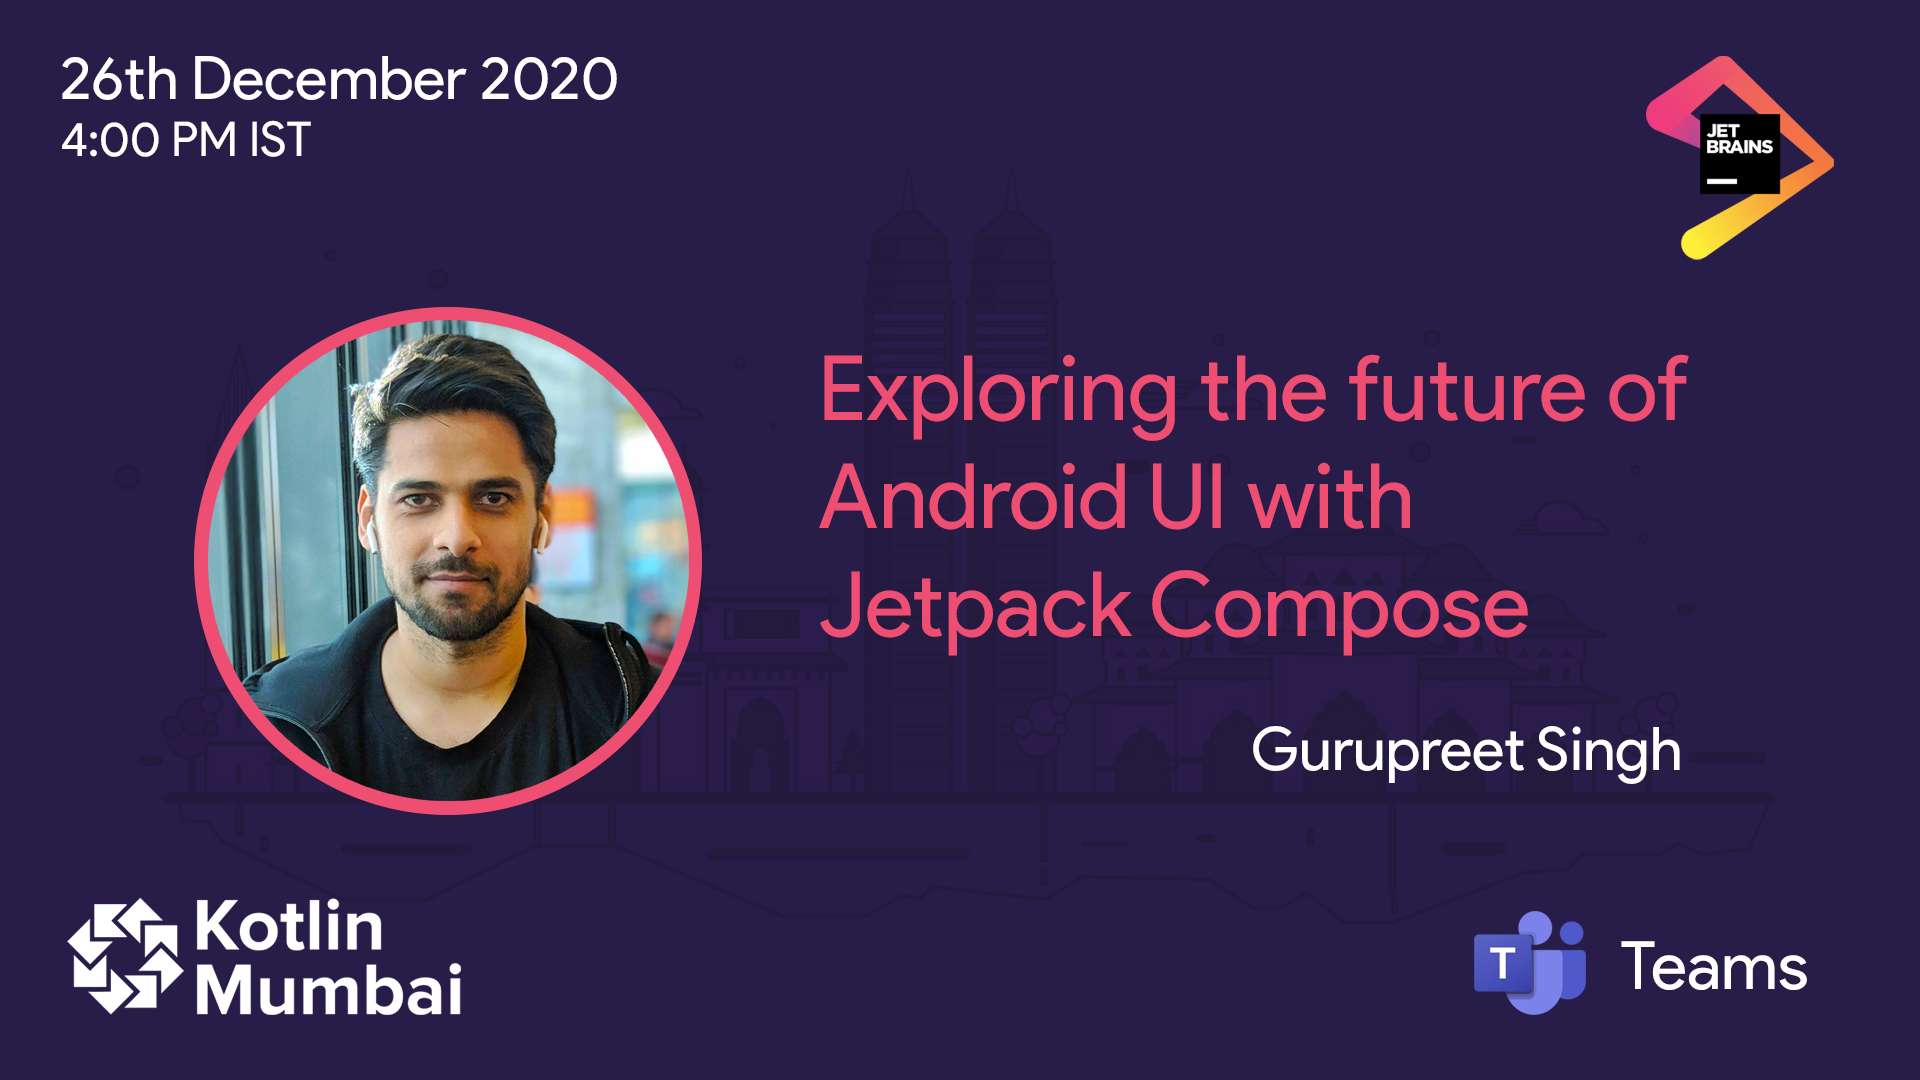 26th December 2020
4:00 PM IST
JET
BRAINS
Exploring the future of
Android UI with
Jetpack Compose
Gurupreet Singh
Kotlin
Mumbai
T
Teams